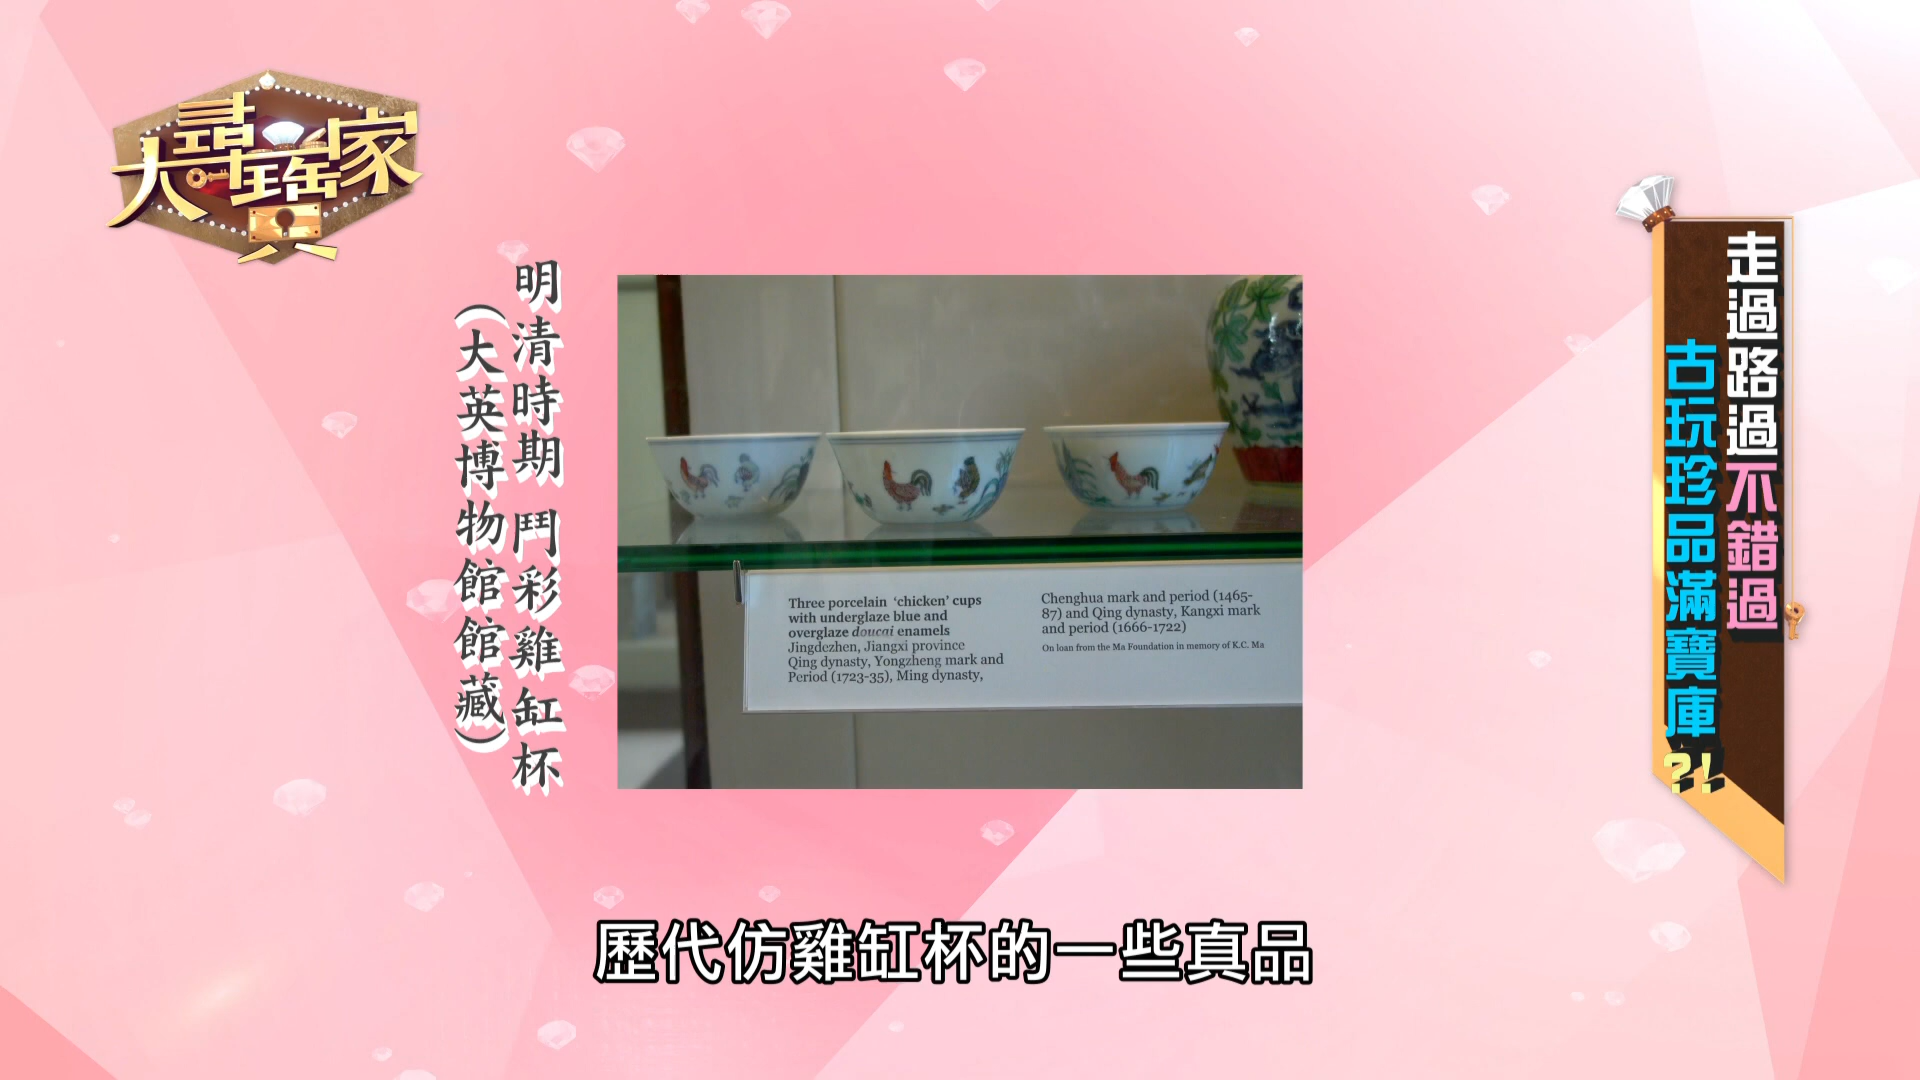 大尋寶家
走過路過不錯過
古玩珍品滿寶庫?!
明清時期 鬥彩雞缸杯
(大英博物館館藏)
Three porcelain ‘chicken’ cups
with underglaze blue and
overglaze doucai enamels
Jingdezhen, Jiangxi province
Qing dynasty, Yongzheng mark and
Period (1723-35), Ming dynasty,
Chenghua mark and period (1465-
87) and Qing dynasty, Kangxi mark
and period (1666-1722)
On loan from the Ma Foundation in memory of K.C. Ma
歷代仿雞缸杯的一些真品